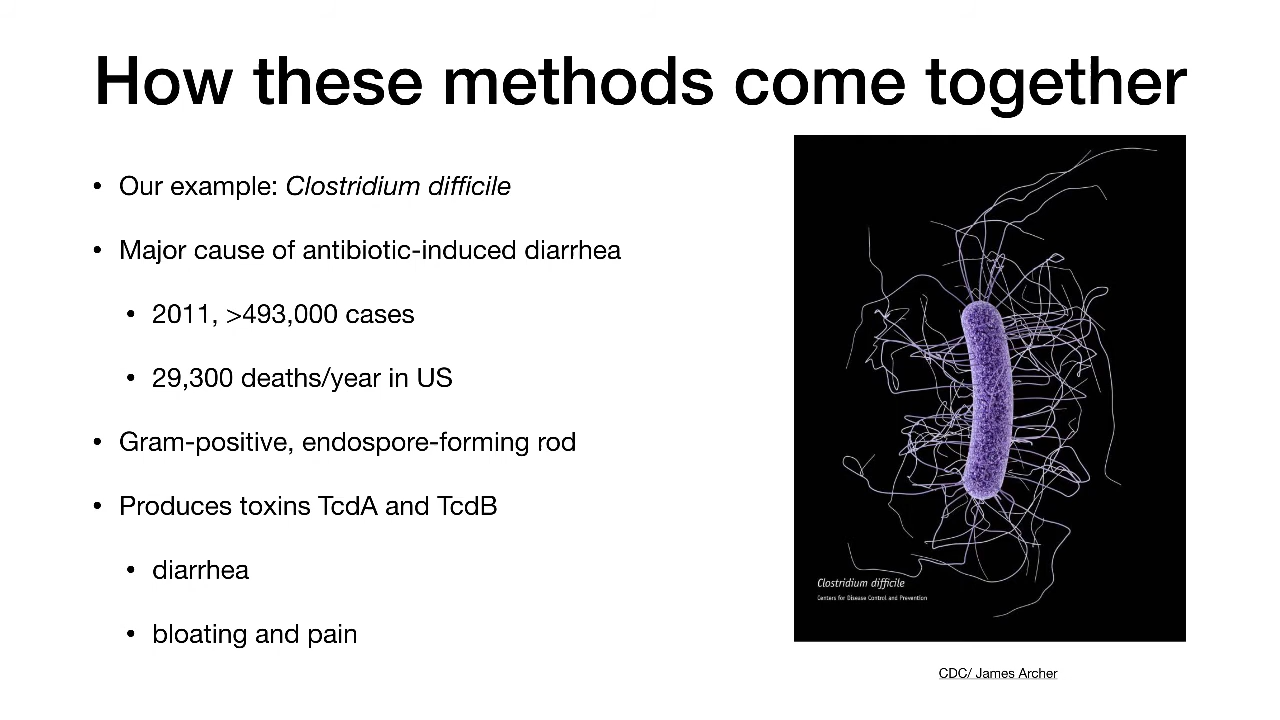 How these methods come together
• Our example: Clostridium difficile
• Major cause of antibiotic-induced diarrhea
• 2011, >493,000 cases
• 29,300 deaths/year in US
• Gram-positive, endospore-forming rod
• Produces toxins TcdA and TcdB
• diarrhea
• bloating and pain
Clostridium difficile
Centers for Disease Control and Prevention
CDC/ James Archer